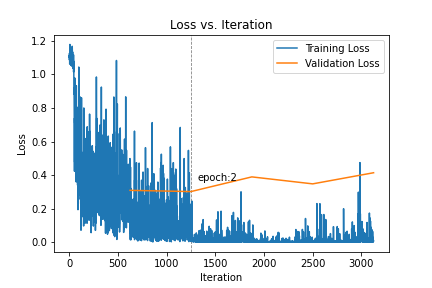 Loss vs. Iteration
Training Loss
Validation Loss
epoch:2
Loss
1.2
1.0
0.8
0.6
0.4
0.2
0.0
0
500
1000
1500
2000
2500
3000
Iteration